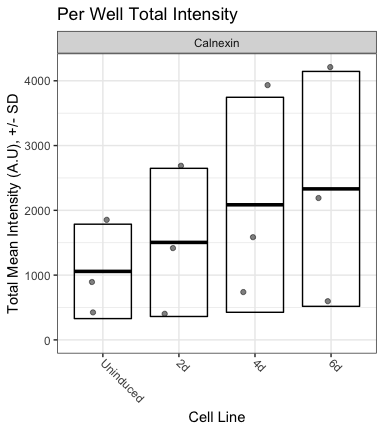 Per Well Total Intensity
Calnexin
Total Mean Intensity (A.U), +/- SD
4000
3000
2000
1000
0
Uninduced
2d
4d
6d
Cell Line